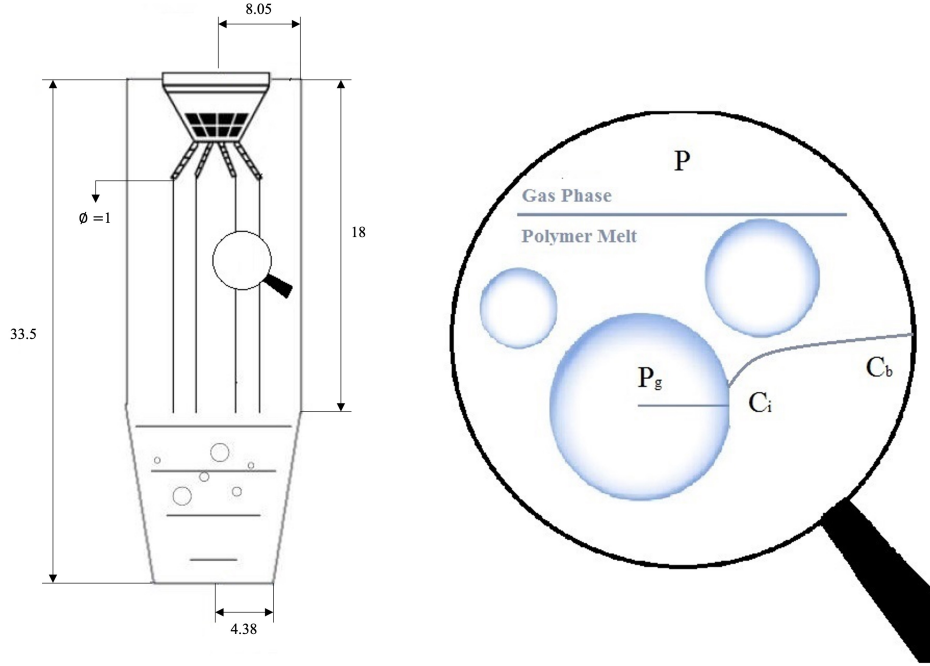 8.05
Ø =1
18
33.5
4.38
P
Gas Phase
Polymer Melt
Pg
Ci
Cb